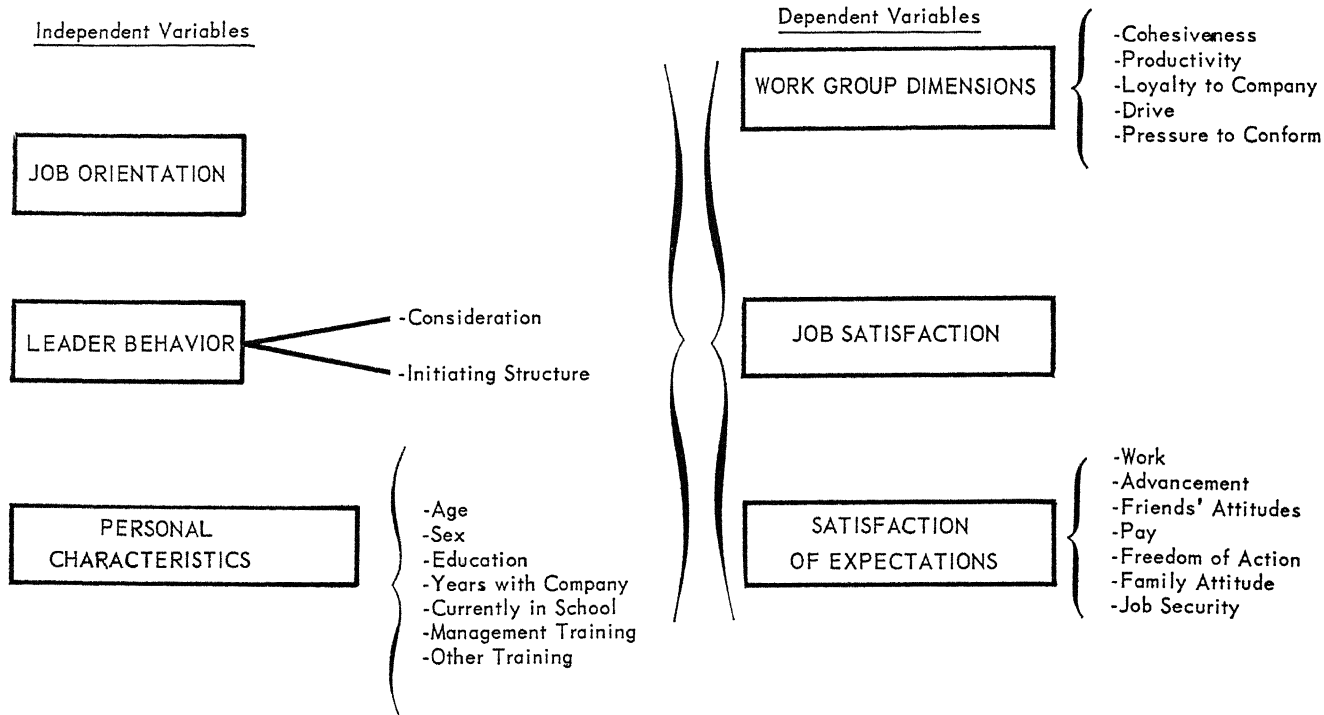 Independent Variables
JOB ORIENTATION
LEADER BEHAVIOR
-Consideration
-Initiating Structure
PERSONAL
CHARACTERISTICS
-Age
-Sex
-Education
-Years with Company
-Currently in School
-Management Training
-Other Training
Dependent Variables
WORK GROUP DIMENSIONS
-Cohesiveness
-Productivity
-Loyalty to Company
-Drive
-Pressure to Conform
JOB SATISFACTION
SATISFACTION
OF EXPECTATIONS
-Work
-Advancement
-Friends' Attitudes
-Pay
-Freedom of Action
-Family Attitude
-Job Security